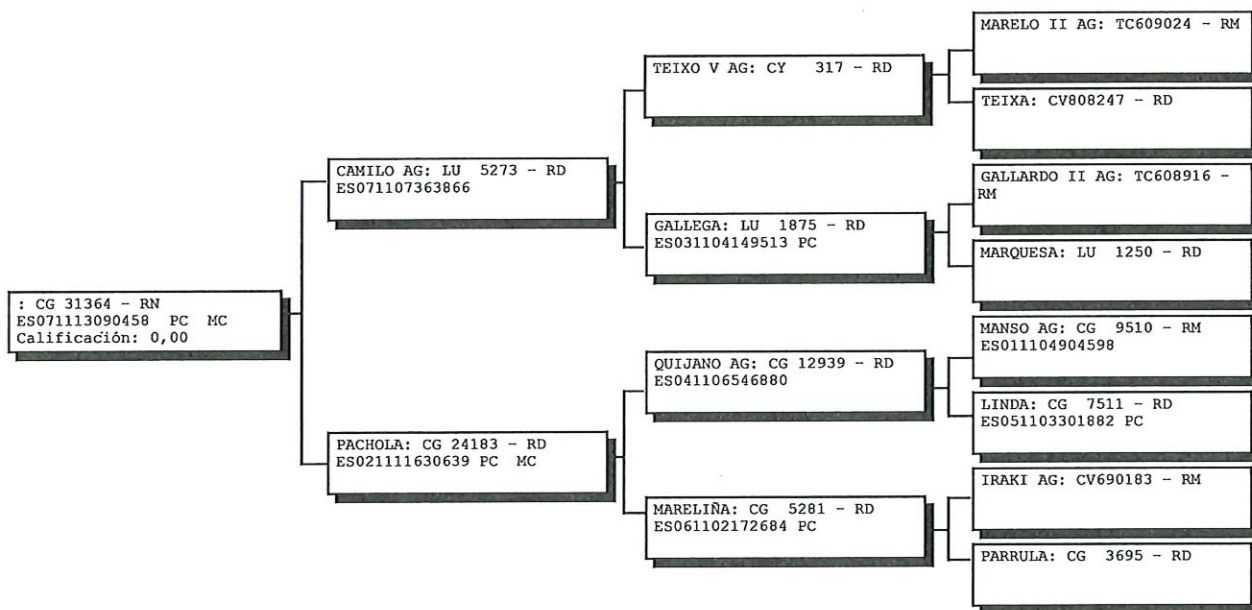 : CG 31364 – RN
ES071113090458 PC MC
Calificación: 0,00
CAMILO AG: LU 5273 – RD
ES071107363866
PACHOLA: CG 24183 – RD
ES021111630639 PC MC
TEIXO V AG: CY 317 – RD
GALLEGA: LU 1875 – RD
ES031104149513 PC
QUIJANO AG: CG 12939 – RD
ES041106546880
MARELIÑA: CG 5281 – RD
ES061102172684 PC
MARELO II AG: TC609024 – RM
TEIXA: CV808247 – RD
GALLARDO II AG: TC608916 –
RM
MARQUESA: LU 1250 – RD
MANSO AG: CG 9510 – RM
ES011104904598
LINDA: CG 7511 – RD
ES051103301882 PC
IRAKI AG: CV690183 – RM
PARRULA: CG 3695 – RD